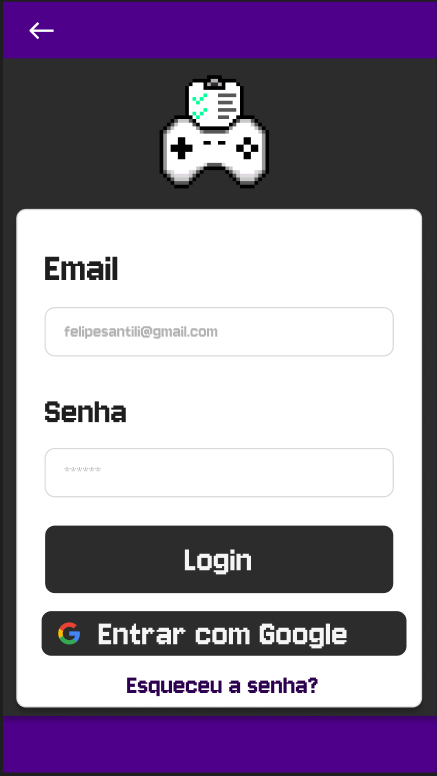 Email
felipesantili@gmail.com
Senha
******
Login
Entrar com Google
Esqueceu a senha?